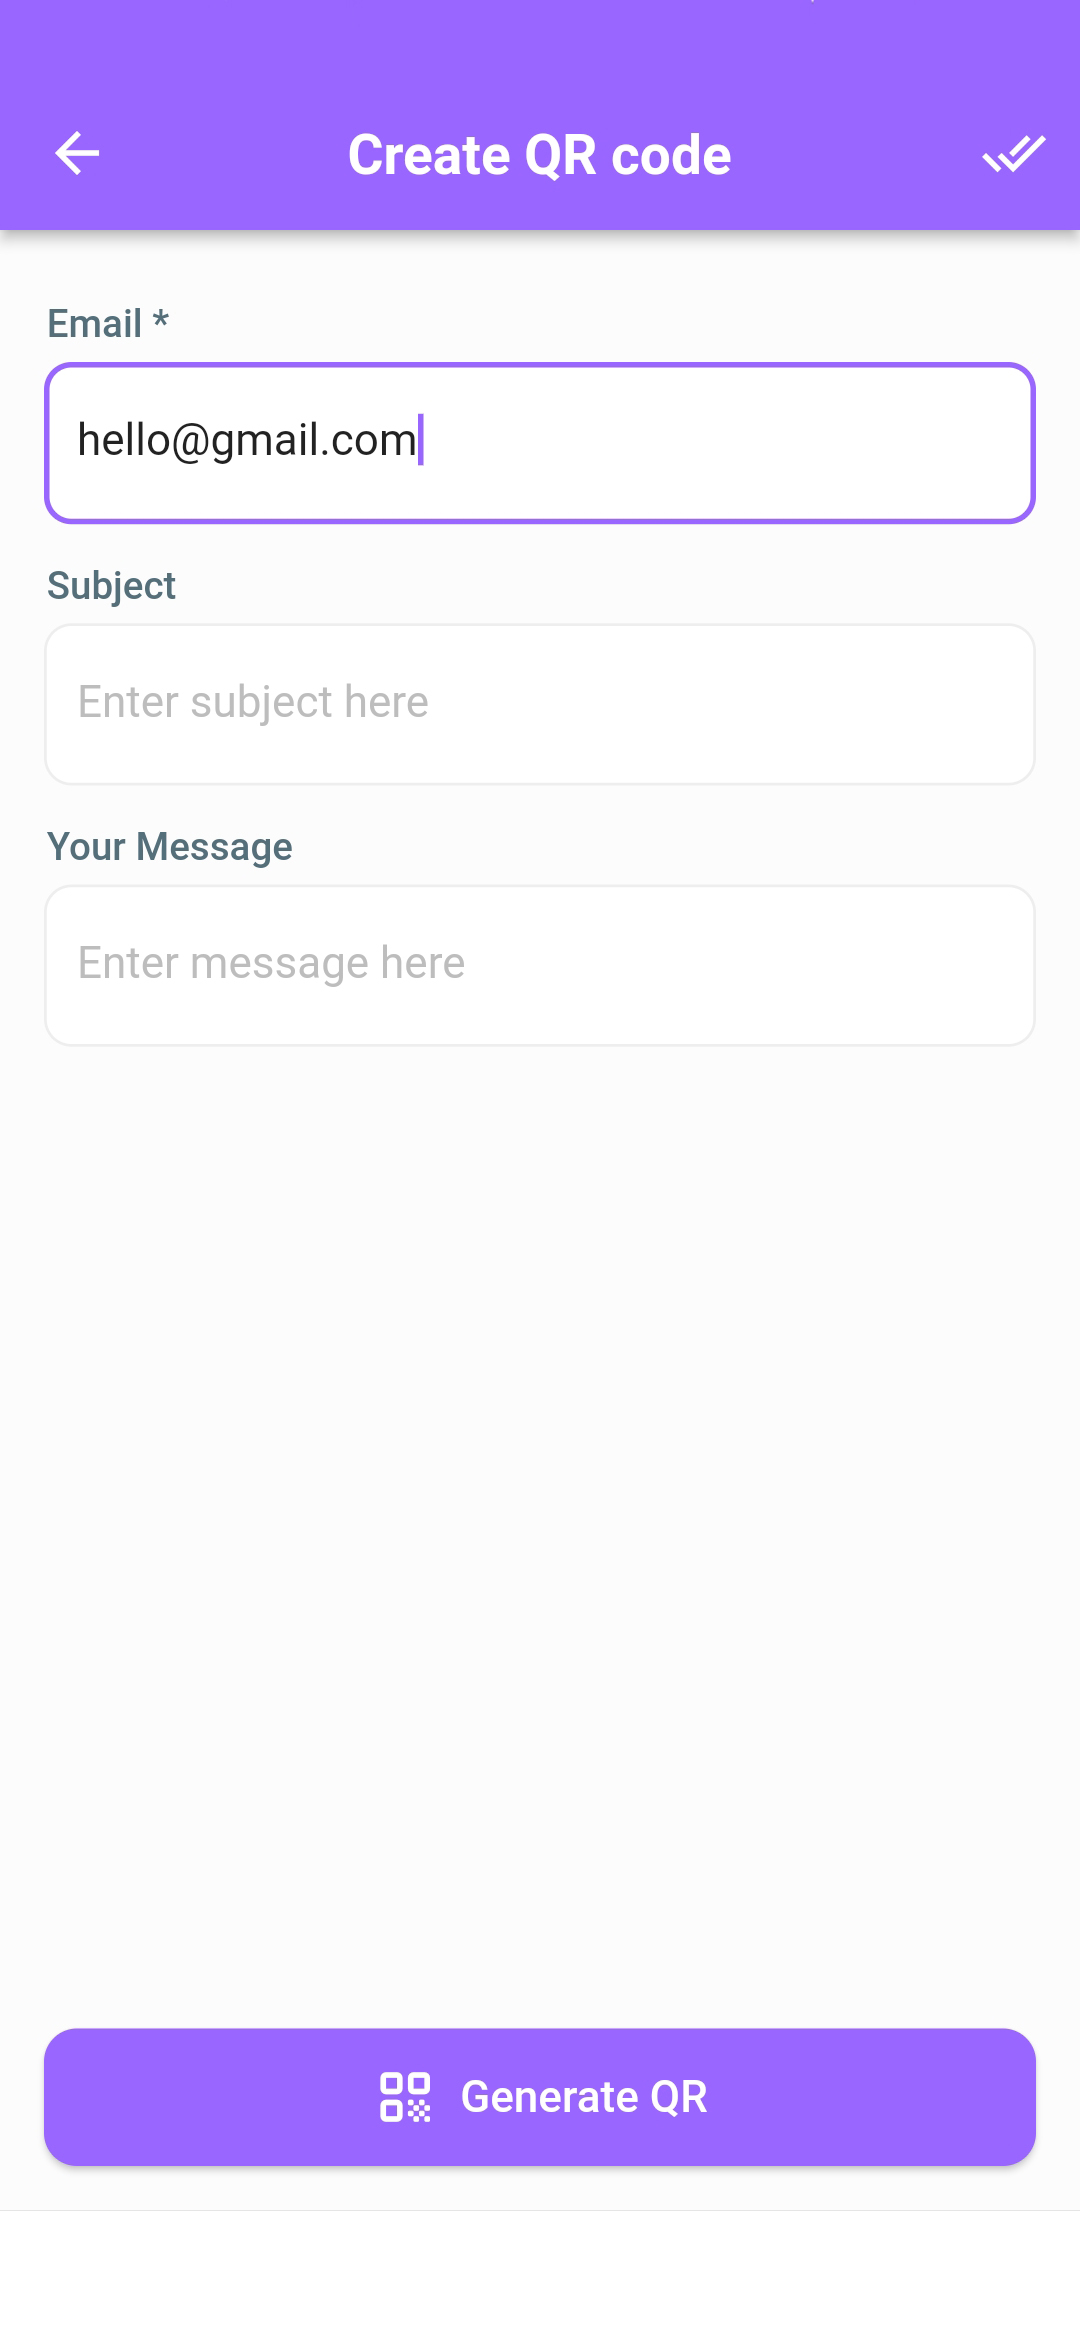 Create QR code
Email *
hello@gmail.com
Subject
Enter subject here
Your Message
Enter message here
Generate QR